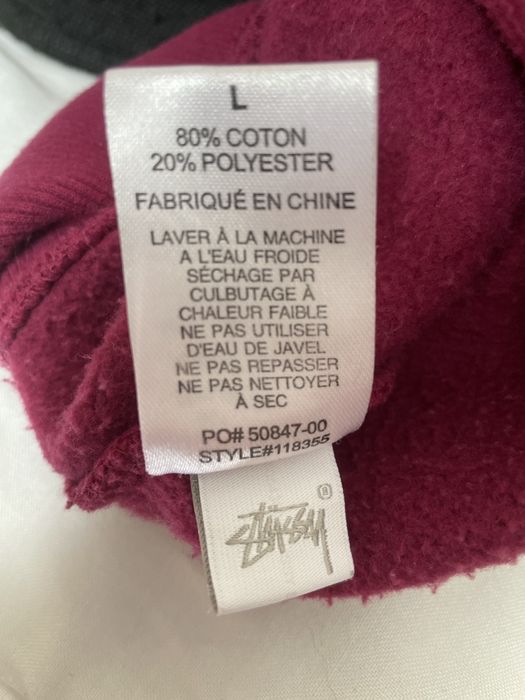 L
80% COTON
20% POLYESTER
FABRIQUÉ EN CHINE
LAVER À LA MACHINE
A L'EAU FROIDE
SÉCHAGE PAR
CULBUTAGE À
CHALEUR FAIBLE
NE PAS UTILISER
D'EAU DE JAVEL
NE PAS REPASSER
NE PAS NETTOYER
À SEC
PO# 50847-00
STYLE#118355
®
STÜSSY